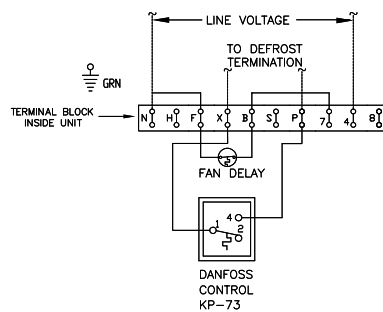 LINE VOLTAGE
TO DEFROST
TERMINATION
GRN
TERMINAL BLOCK
INSIDE UNIT
N H F X B S P 7 4 8
FAN DELAY
4
1 2
DANFOSS
CONTROL
KP-73